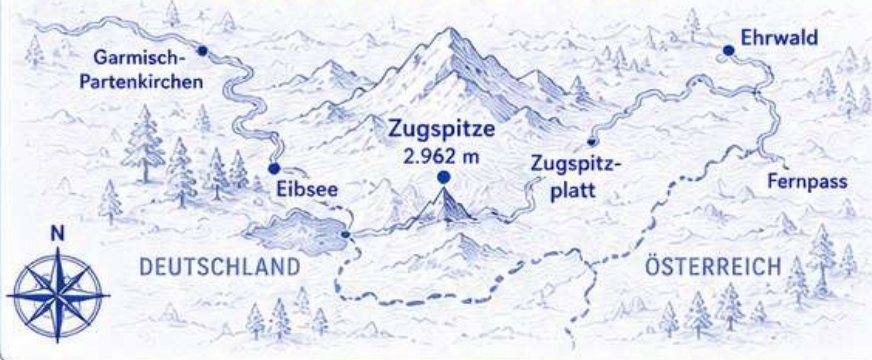 Garmisch-
Partenkirchen
Ehrwald
Zugspitze
2.962 m
Zugspitz-
platt
Eibsee
Fernpass
N
DEUTSCHLAND
ÖSTERREICH